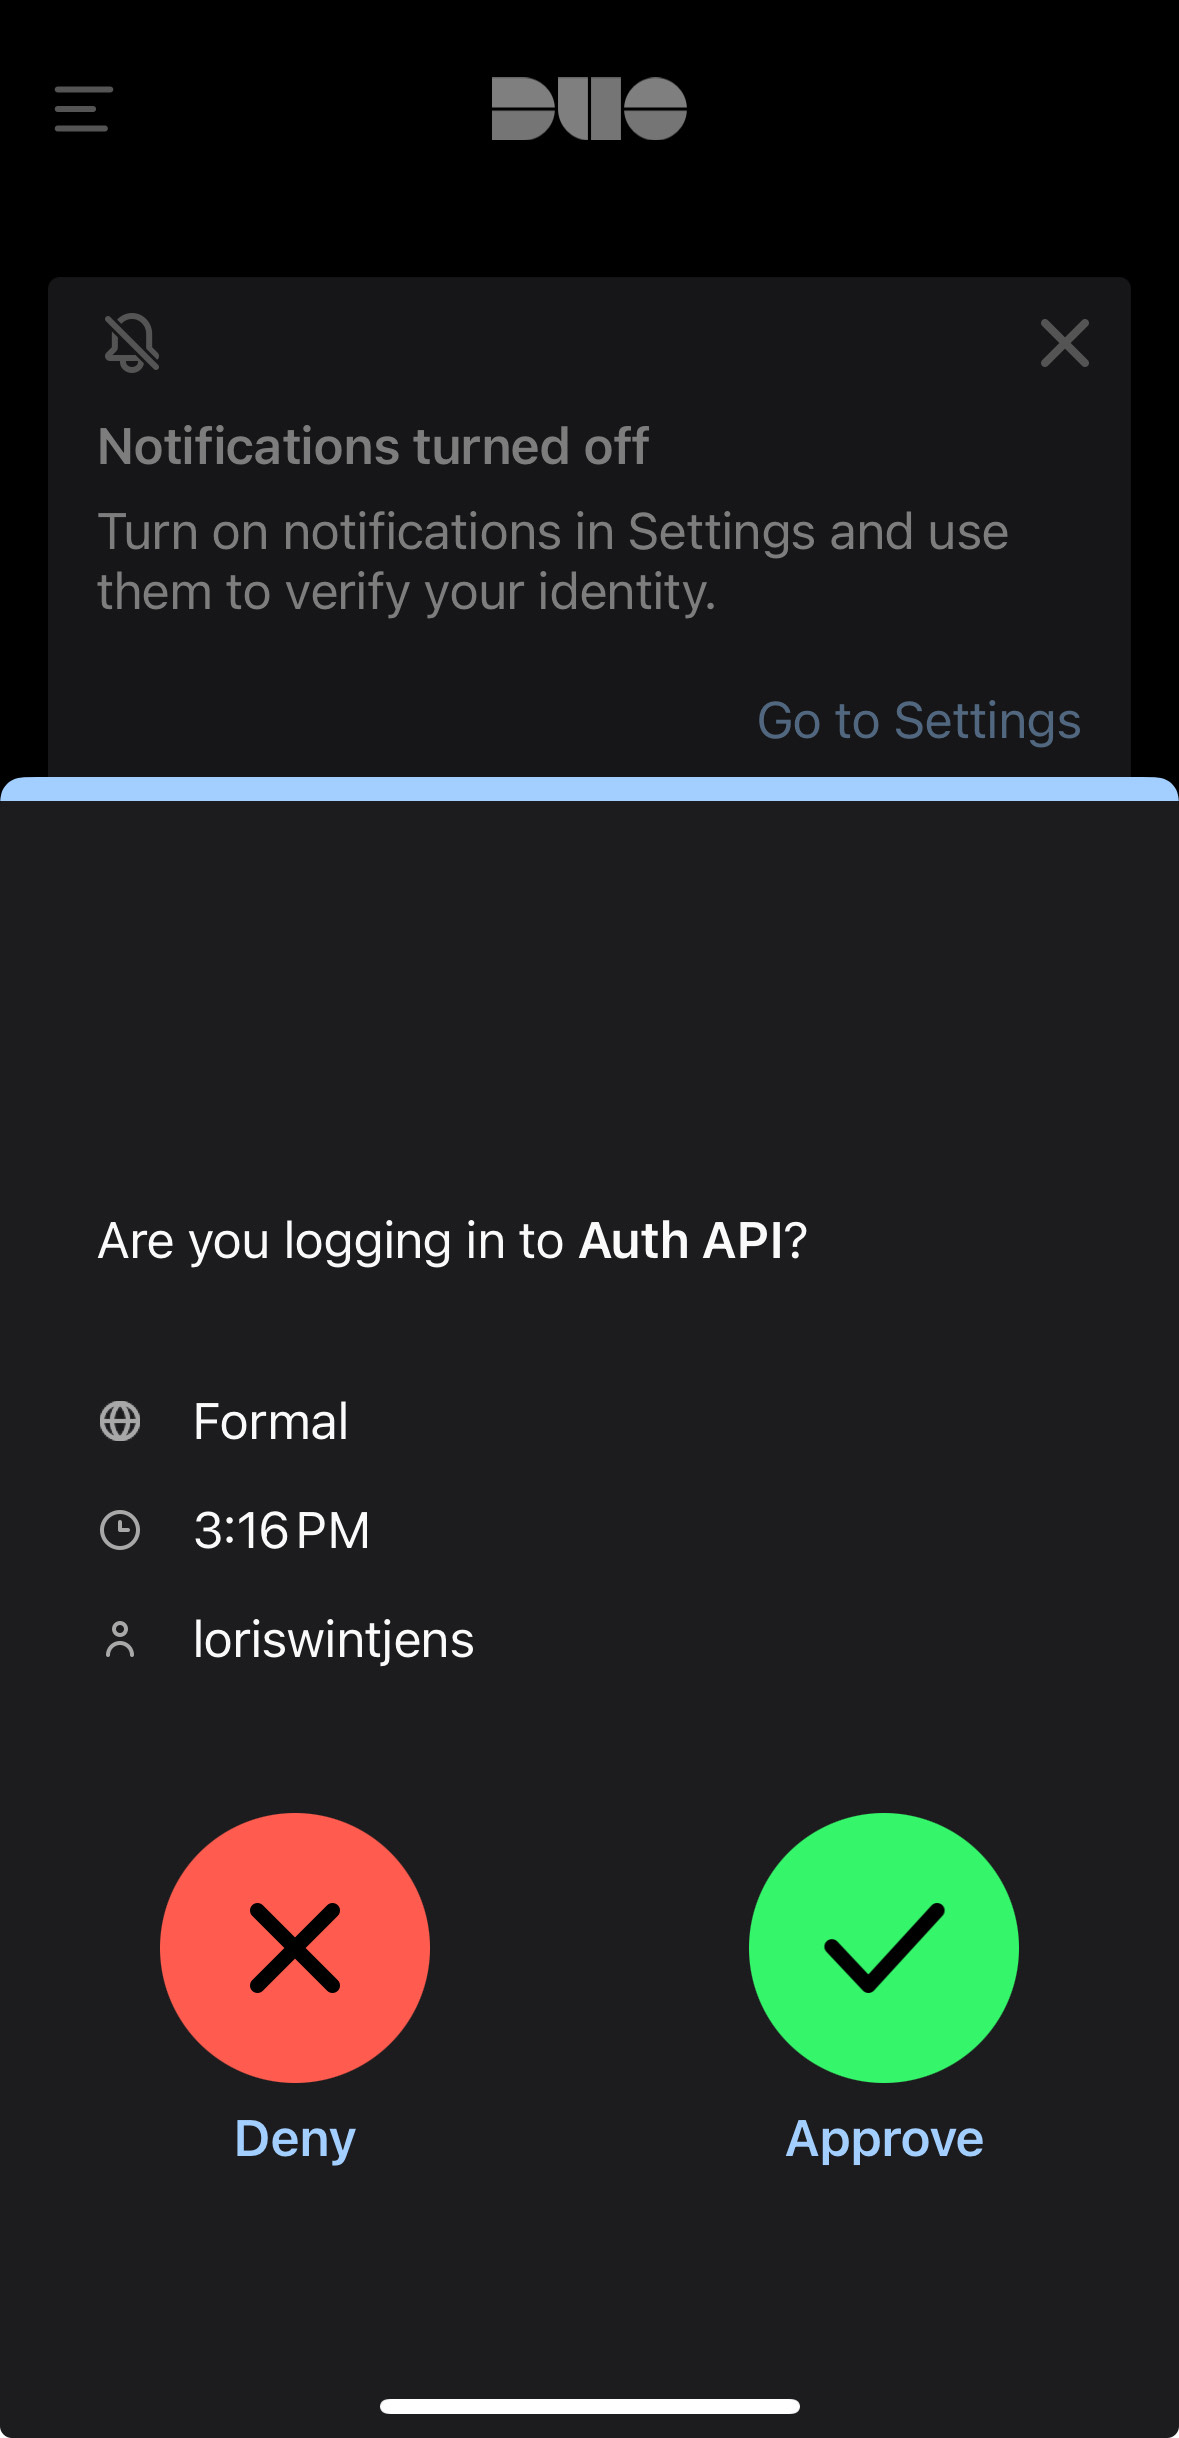 DUO
Notifications turned off
Turn on notifications in Settings and use
them to verify your identity.
Go to Settings
Are you logging in to Auth API?
Formal
3:16 PM
loriswintjens
Deny
Approve